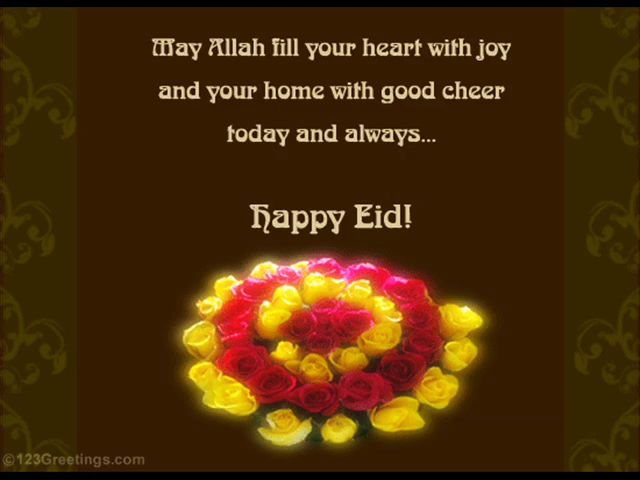 May Allah fill your heart with joy
and your home with good cheer
today and always...
Happy Eid!
©123Greetings.com